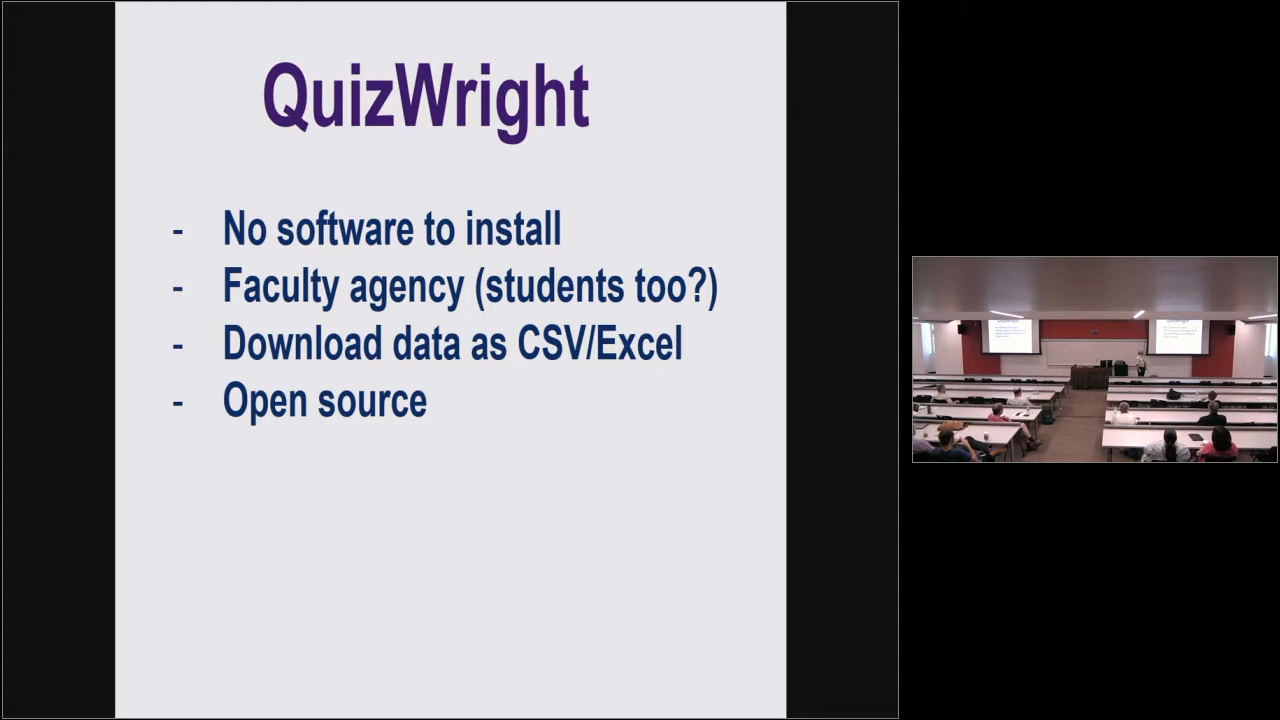 QuizWright
- No software to install
- Faculty agency (students too?)
- Download data as CSV/Excel
- Open source